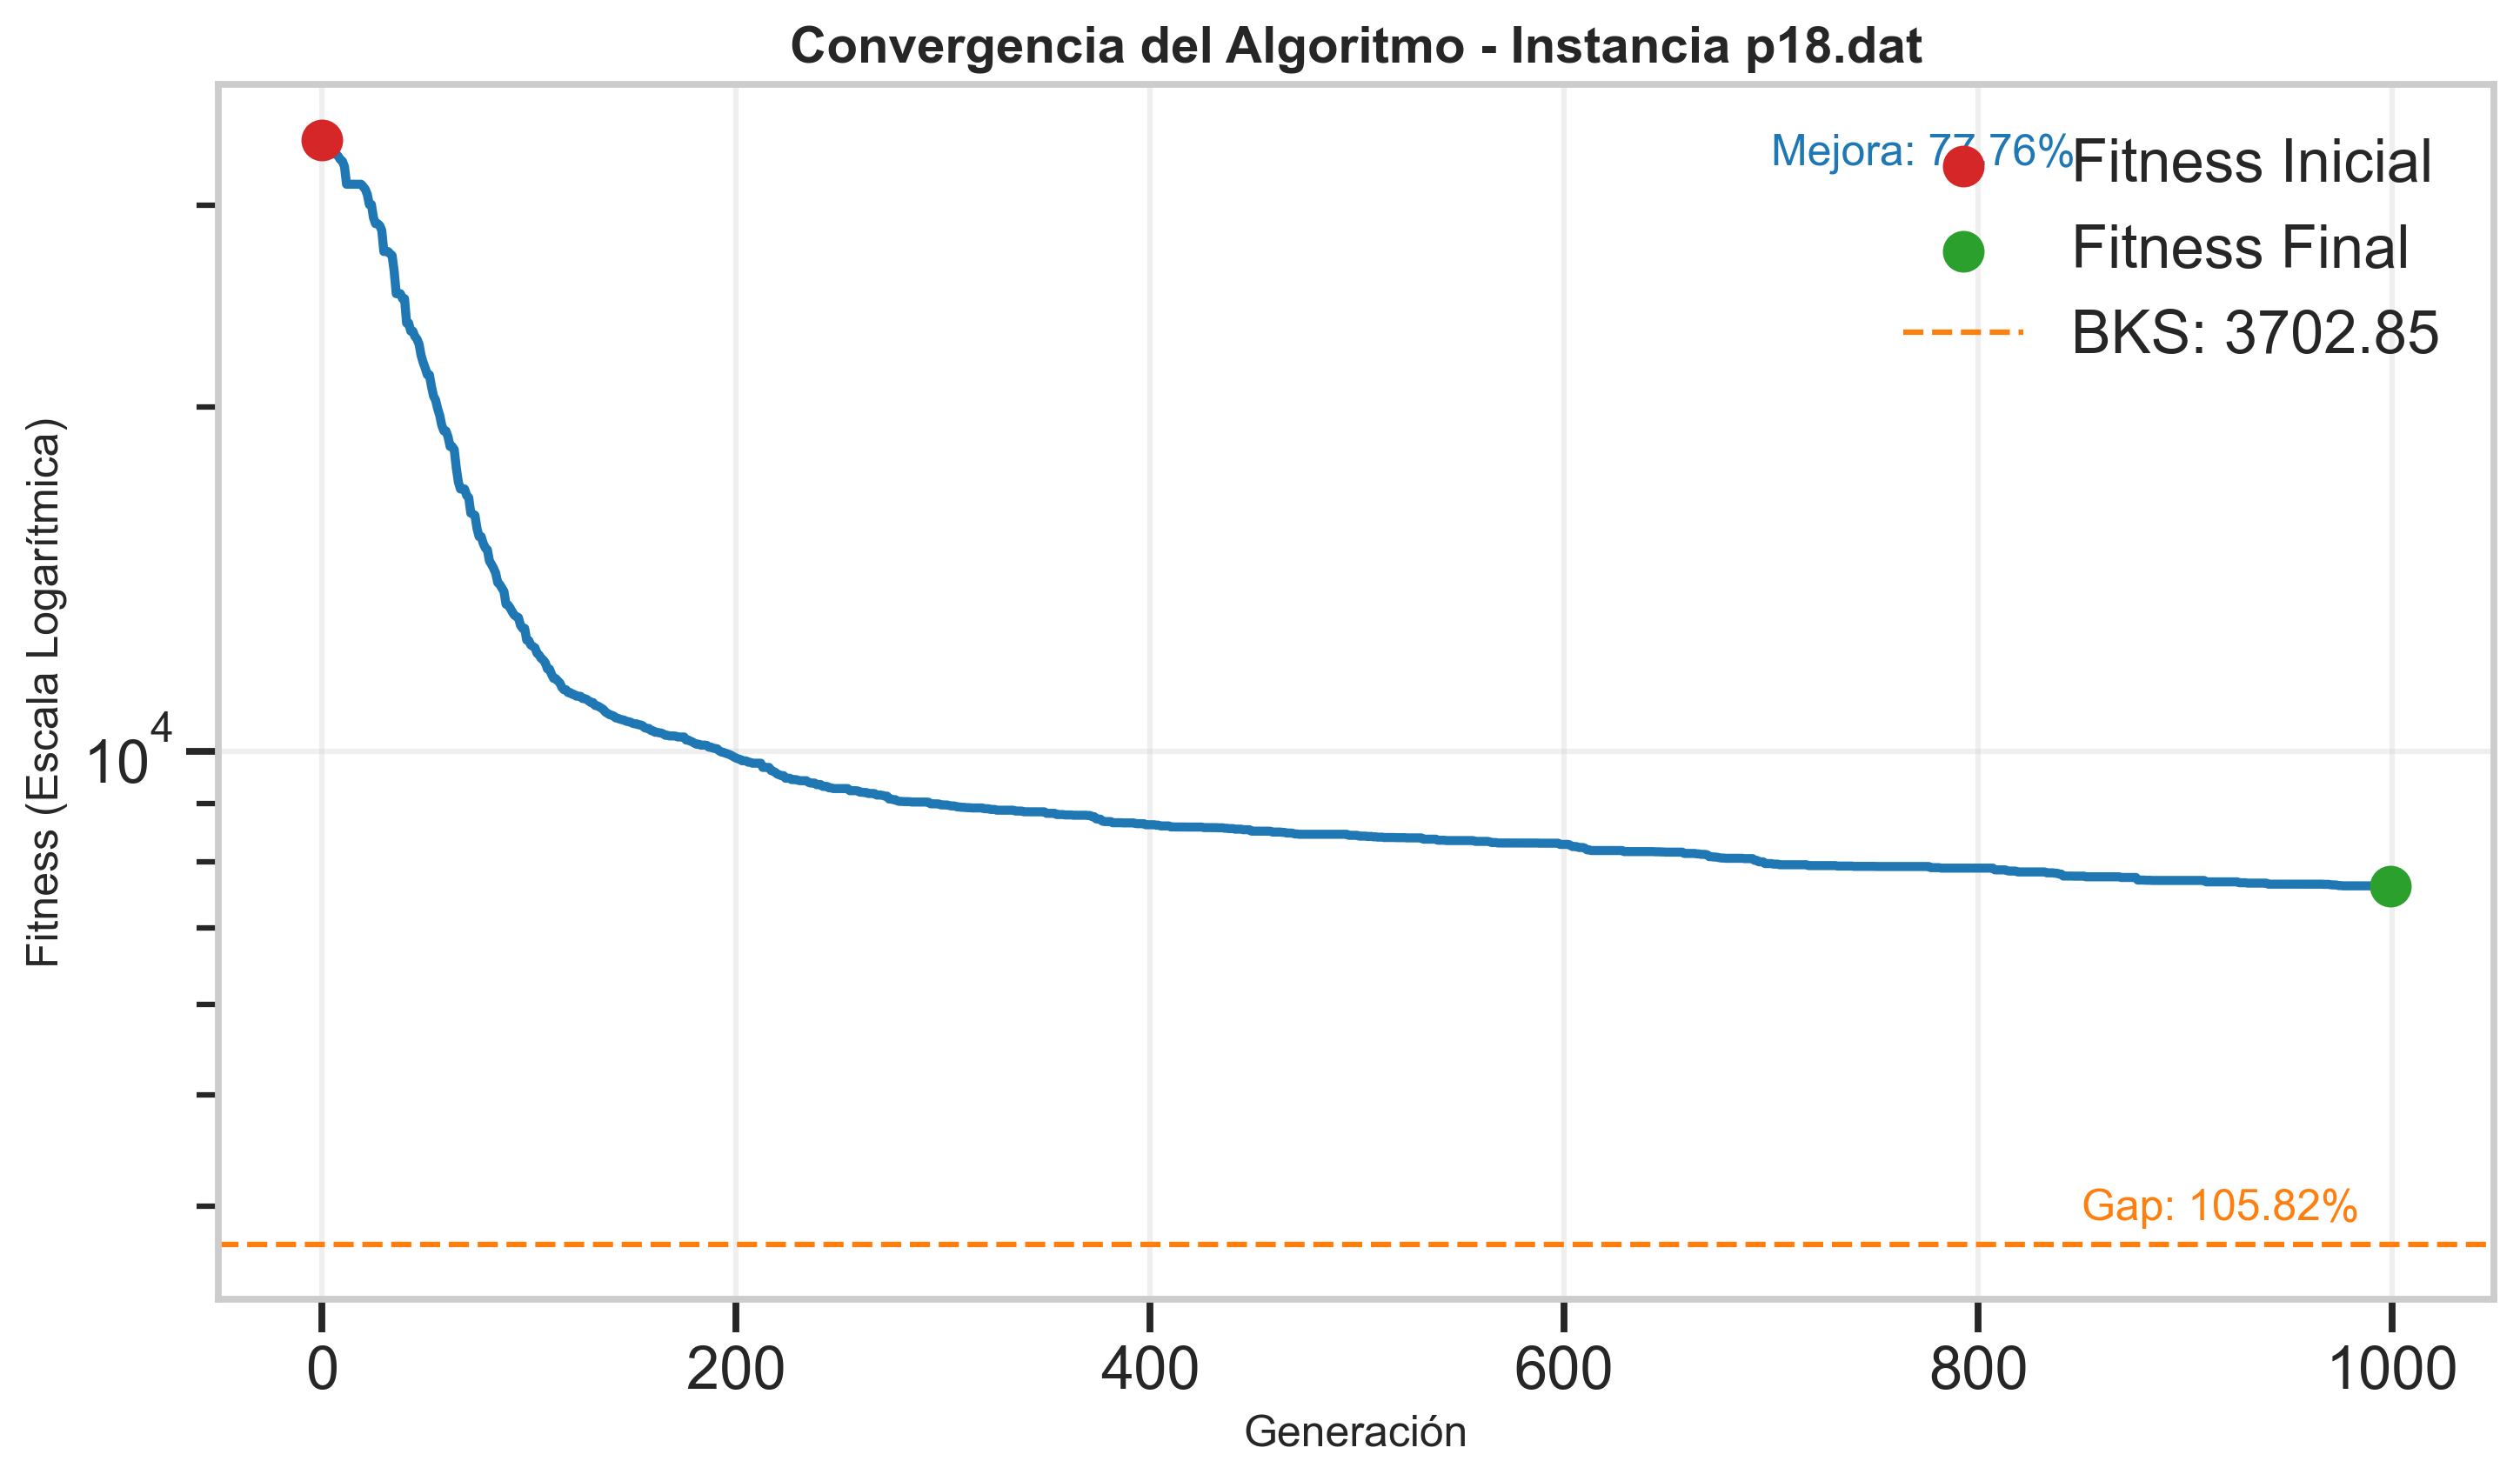 Convergencia del Algoritmo - Instancia p18.dat
Mejora: 77.76%
Fitness Inicial
Fitness Final
BKS: 3702.85
Fitness (Escala Logarítmica)
10^4
Gap: 105.82%
0 200 400 600 800 1000
Generación